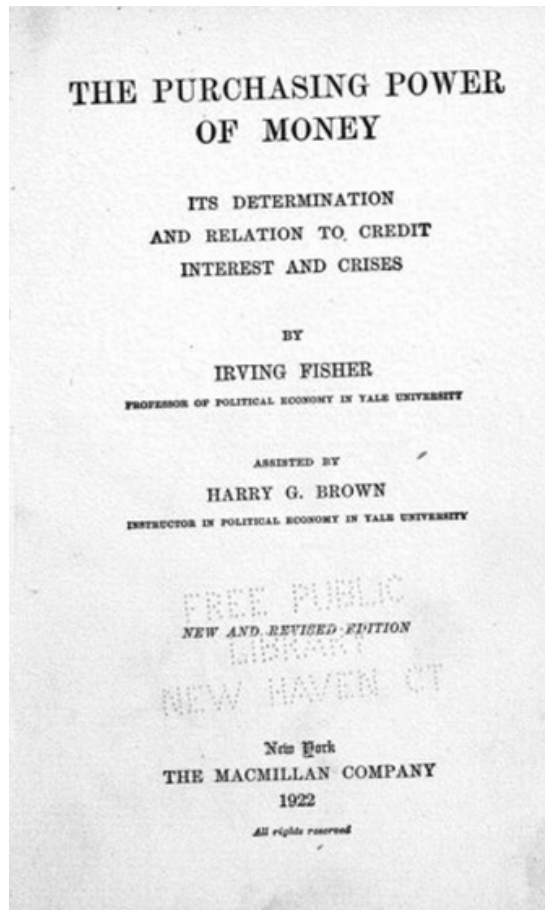 THE PURCHASING POWER
OF MONEY
ITS DETERMINATION
AND RELATION TO CREDIT
INTEREST AND CRISES
BY
IRVING FISHER
PROFESSOR OF POLITICAL ECONOMY IN YALE UNIVERSITY
ASSISTED BY
HARRY G. BROWN
INSTRUCTOR IN POLITICAL ECONOMY IN YALE UNIVERSITY
FREE PUBLIC
NEW AND REVISED EDITION
LIBRARY
NEW HAVEN CT
New York
THE MACMILLAN COMPANY
1922
All rights reserved